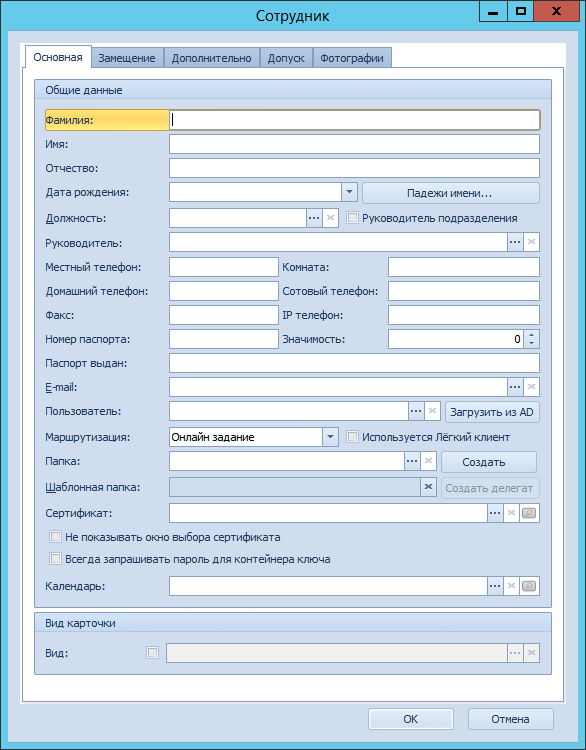 Сотрудник
Основная Замещение Дополнительно Допуск Фотографии
Общие данные
Фамилия:
Имя:
Отчество:
Дата рождения: Падежи имени...
Должность: ... Руководитель подразделения
Руководитель: ...
Местный телефон: Комната:
Домашний телефон: Сотовый телефон:
Факс: IP телефон:
Номер паспорта: Значимость: 0
Паспорт выдан:
E-mail: ...
Пользователь: ... Загрузить из AD
Маршрутизация: Онлайн задание Используется Лёгкий клиент
Папка: ... Создать
Шаблонная папка: Создать делегат
Сертификат: ...
Не показывать окно выбора сертификата
Всегда запрашивать пароль для контейнера ключа
Календарь: ...
Вид карточки
Вид: ...
OK Отмена